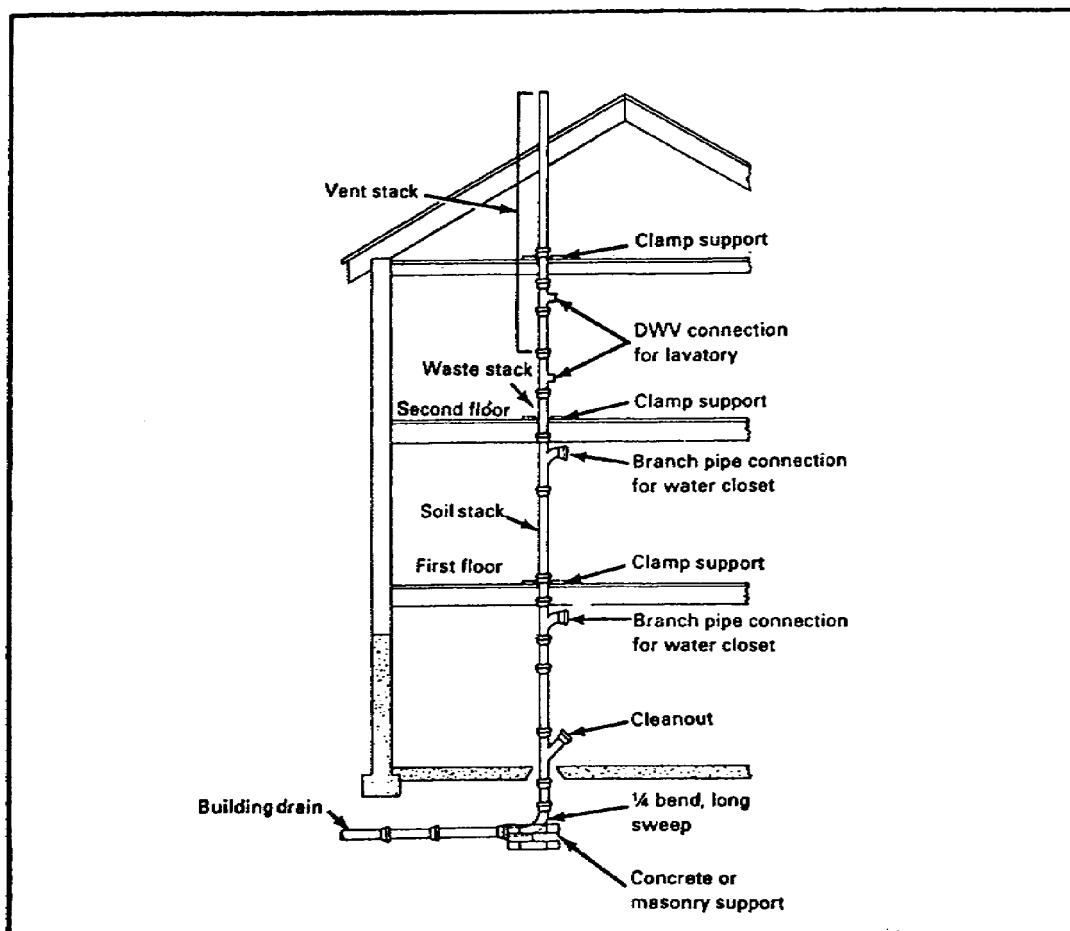 Vent stack
Clamp support
DWV connection
for lavatory
Waste stack
Second floor
Clamp support
Branch pipe connection
for water closet
Soil stack
First floor
Clamp support
Branch pipe connection
for water closet
Cleanout
Building drain
¼ bend, long
sweep
Concrete or
masonry support